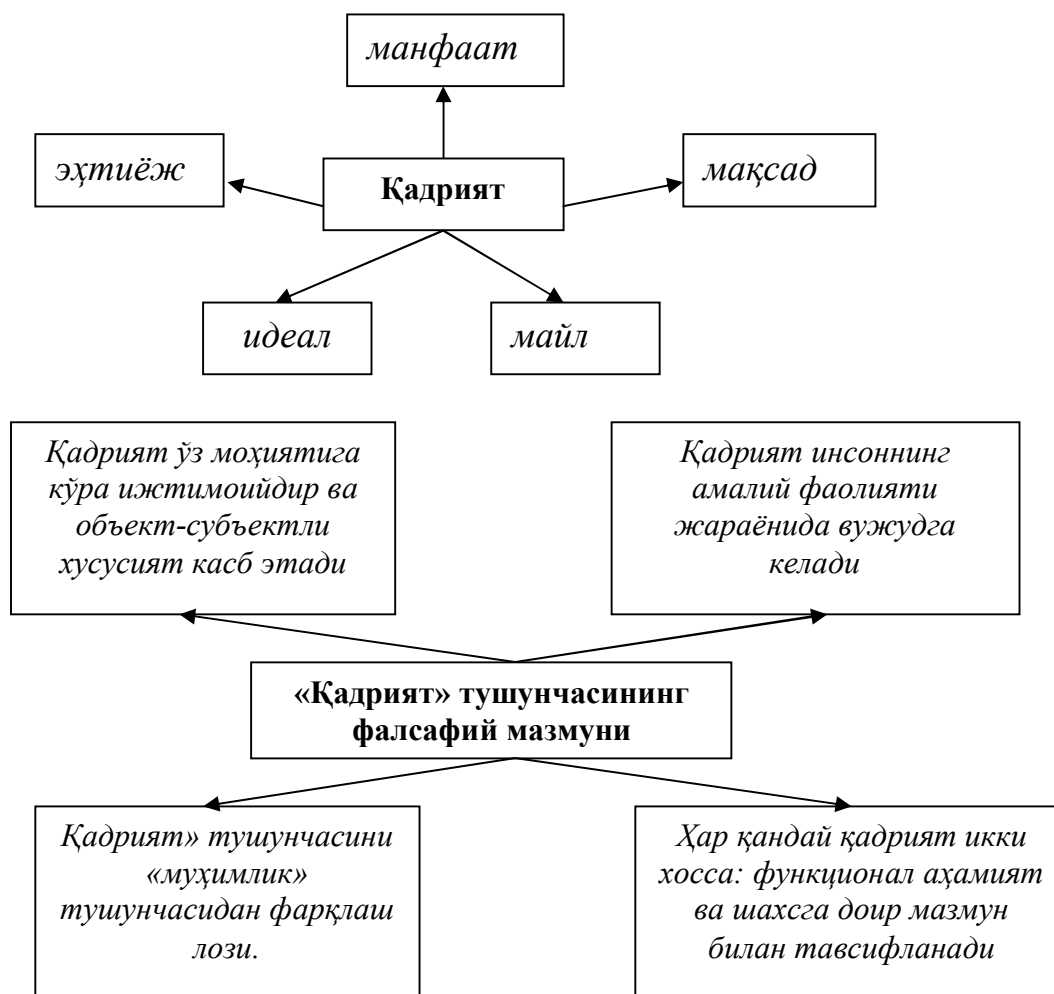 манфаат
эҳтиёж
Қадрият
мақсад
идеал
майл
Қадрият ўз моҳиятига
кўра ижтимоийдир ва
объект-субъектли
хусусият касб этади
Қадрият инсоннинг
амалий фаолияти
жараёнида вужудга
келади
«Қадрият» тушунчасининг
фалсафий мазмуни
Қадрият» тушунчасини
«муҳимлик»
тушунчасидан фарқлаш
лози.
Ҳар қандай қадрият икки
хосса: функционал аҳамият
ва шахсга доир мазмун
билан тавсифланади